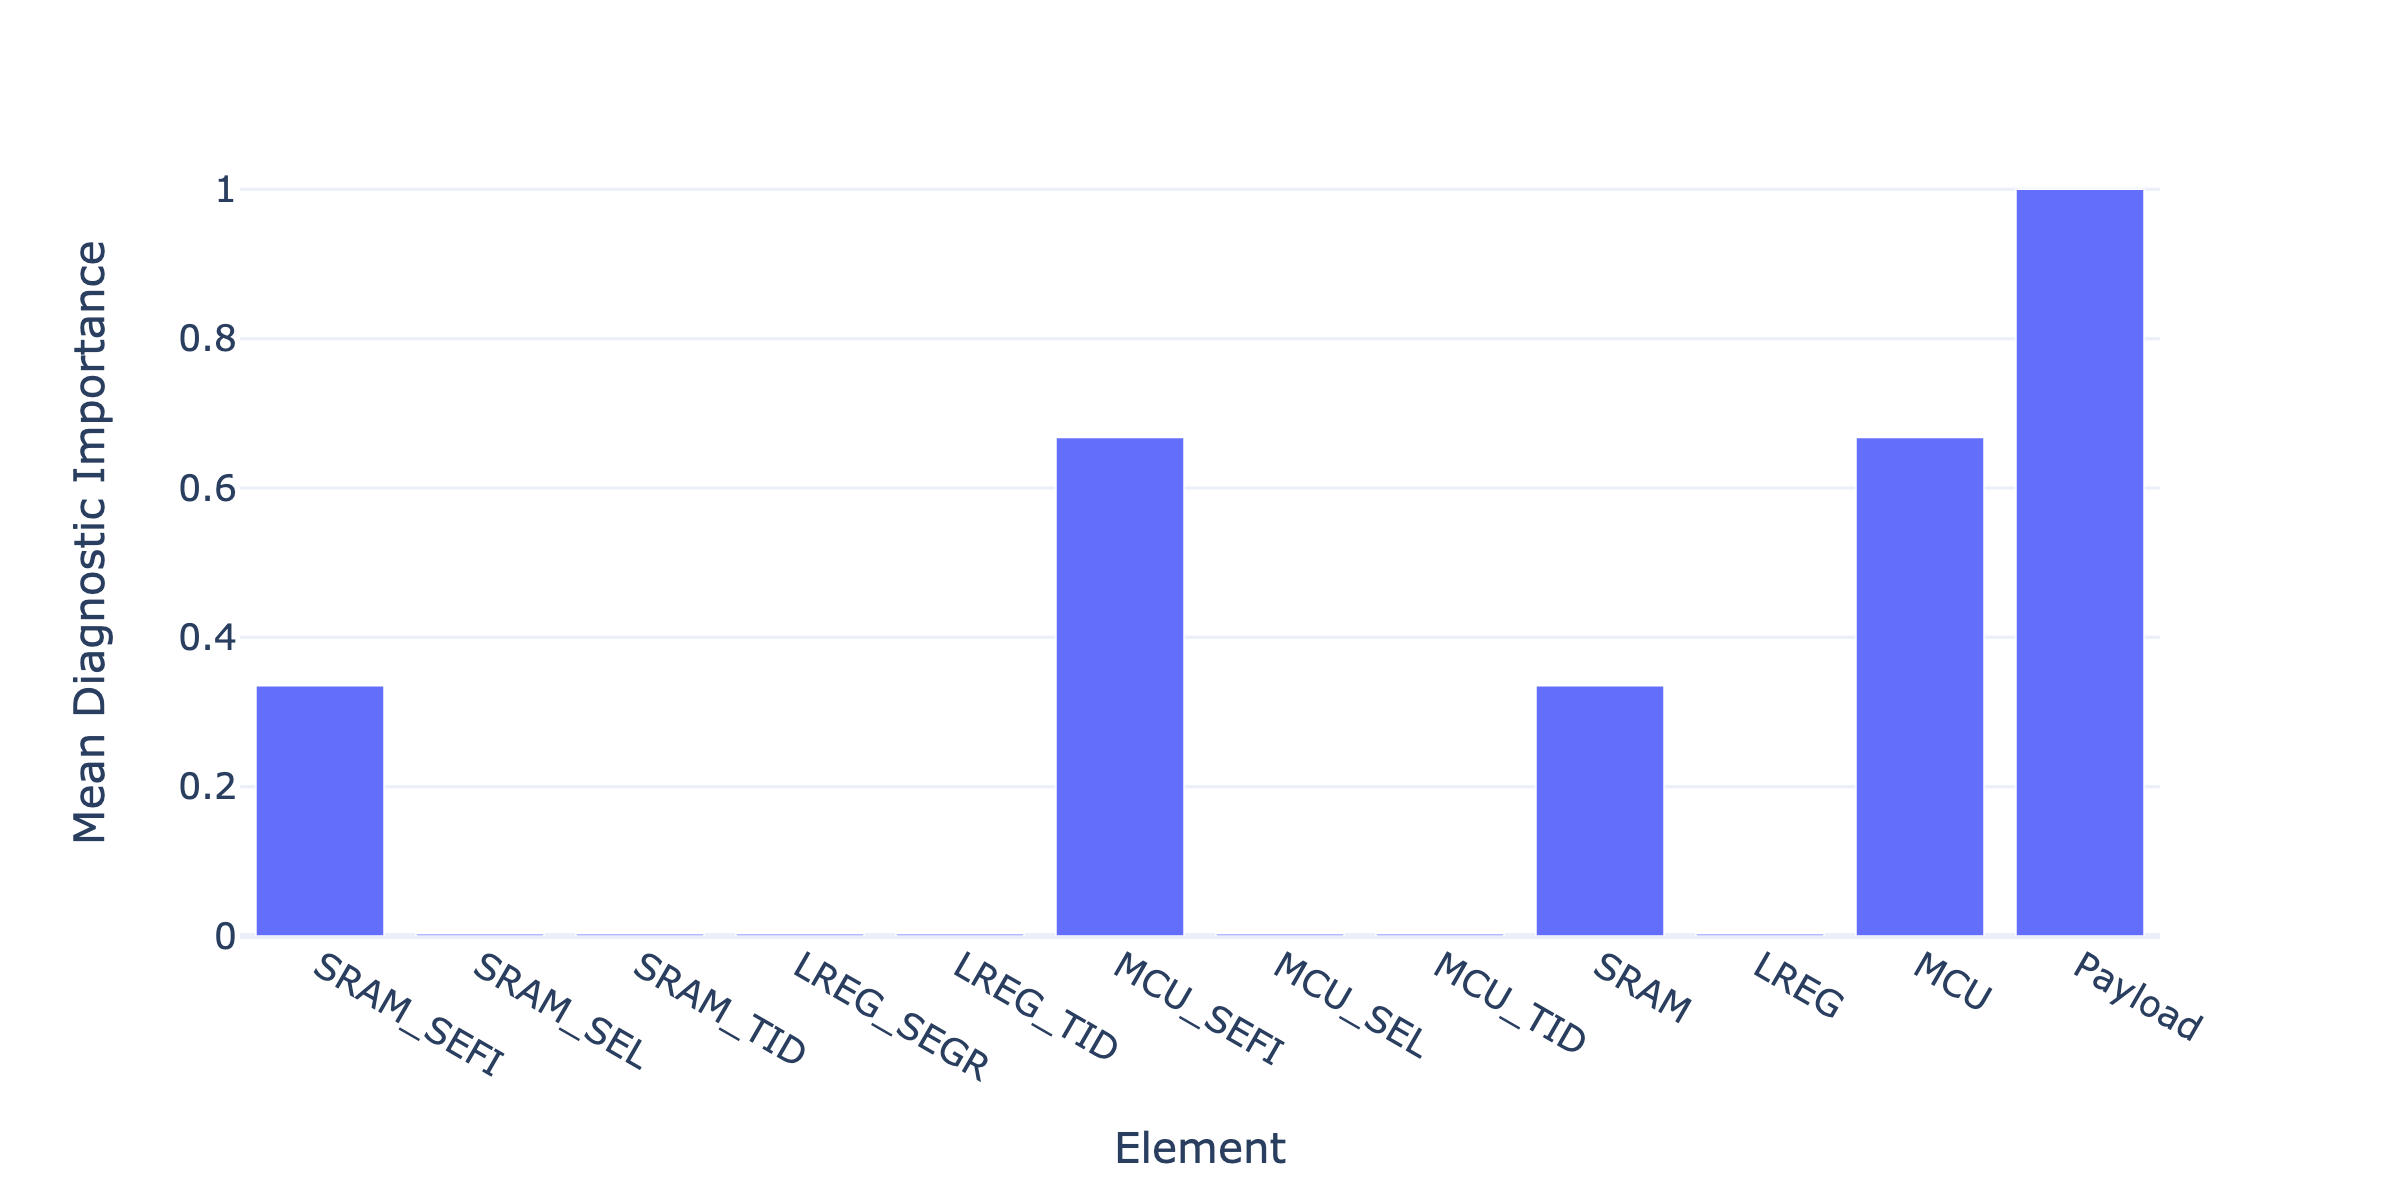 Mean Diagnostic Importance
1
0.8
0.6
0.4
0.2
0
SRAM_SEFI
SRAM_SEL
SRAM_TID
LREG_SEGR
LREG_TID
MCU_SEFI
MCU_SEL
MCU_TID
SRAM
LREG
MCU
Payload
Element